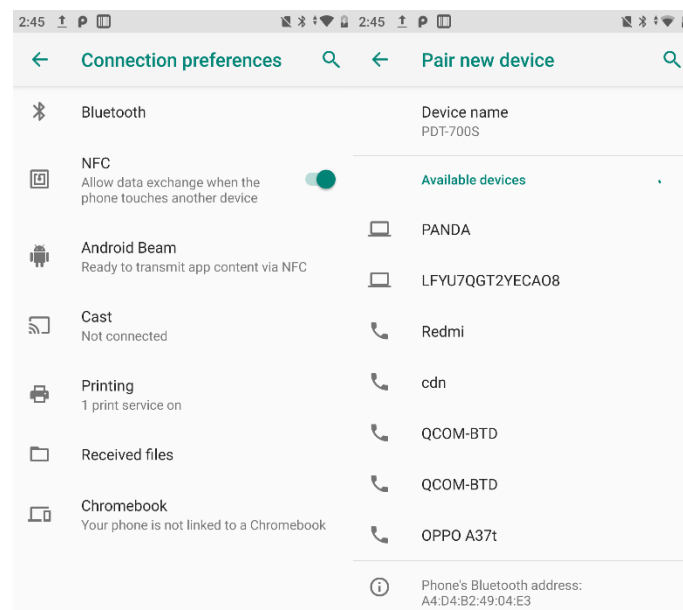 2:45
Connection preferences
Bluetooth
NFC
Allow data exchange when the
phone touches another device
Android Beam
Ready to transmit app content via NFC
Cast
Not connected
Printing
1 print service on
Received files
Chromebook
Your phone is not linked to a Chromebook
2:45
Pair new device
Device name
PDT-700S
Available devices
PANDA
LFYU7QGT2YECAO8
Redmi
cdn
QCOM-BTD
QCOM-BTD
OPPO A37t
Phone's Bluetooth address:
A4:D4:B2:49:04:E3